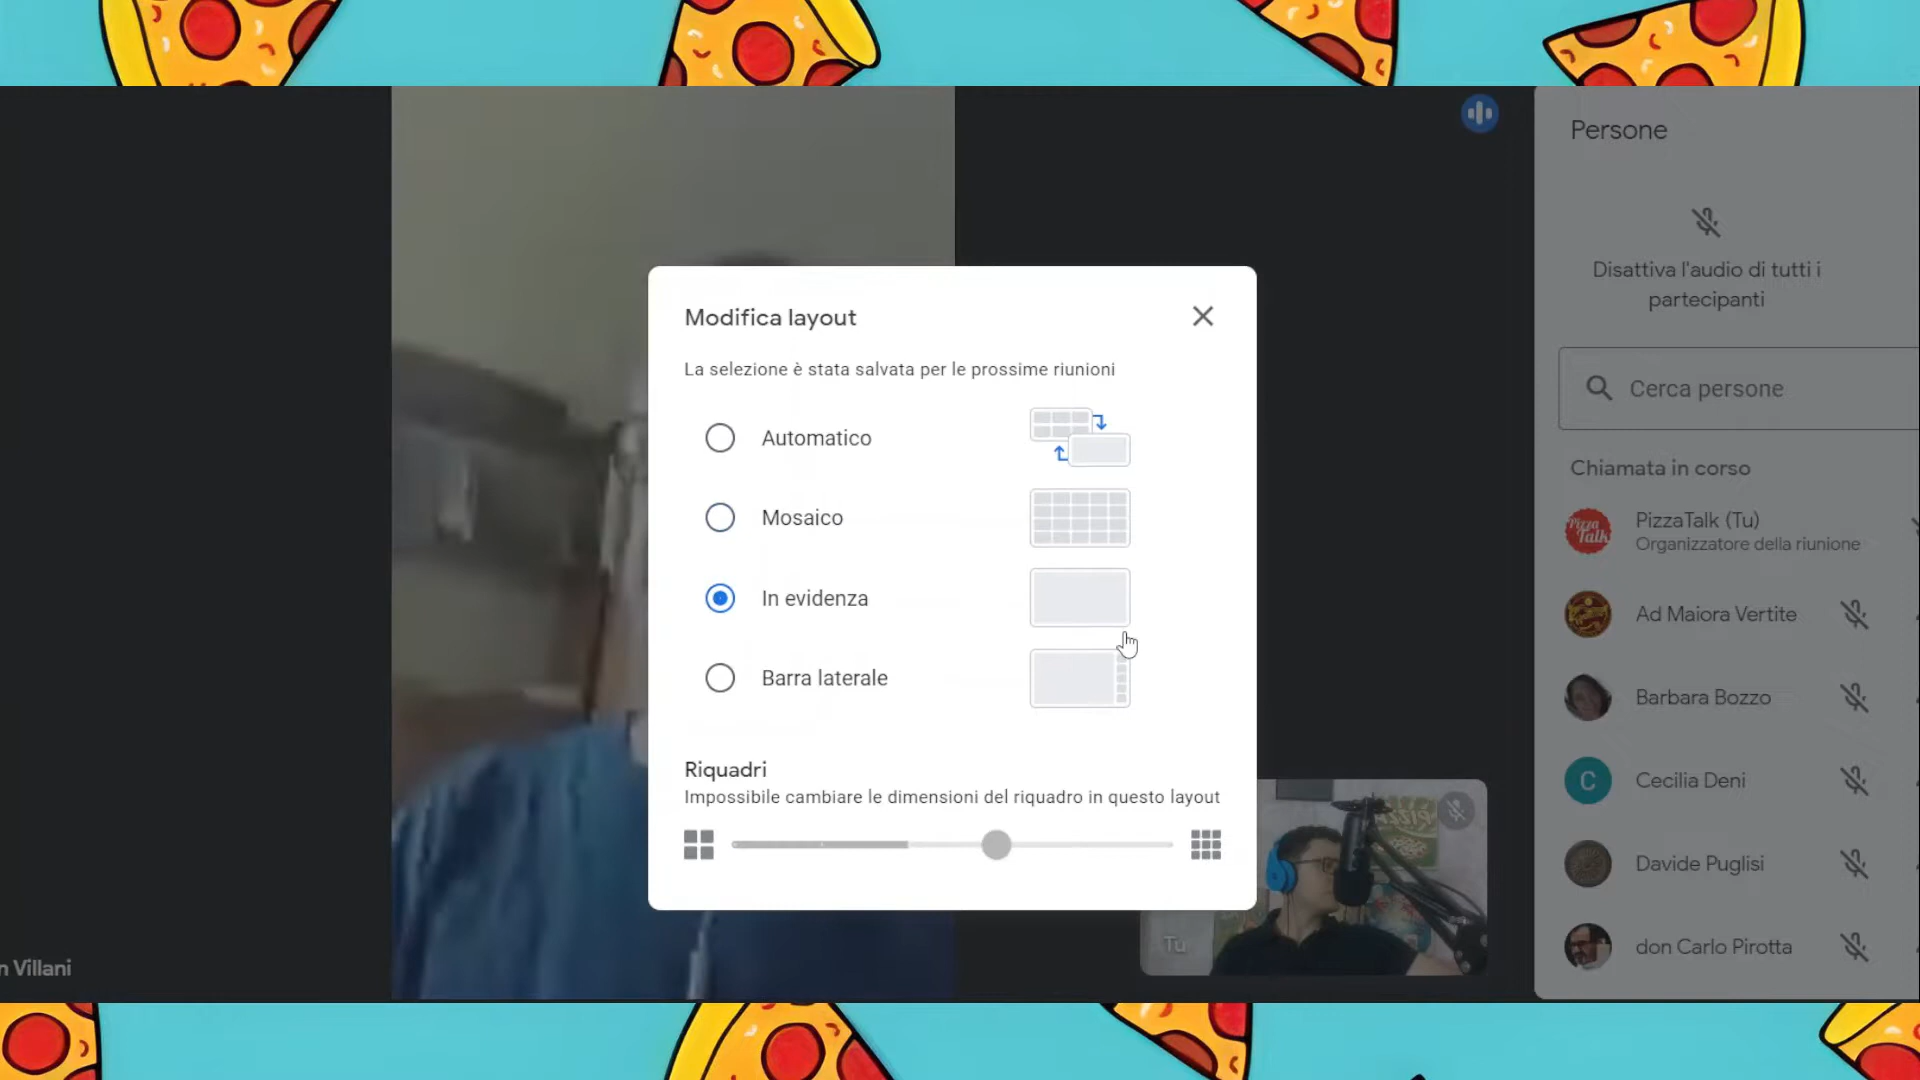 Persone
Disattiva l'audio di tutti i
partecipanti
Cerca persone
Chiamata in corso
Pizza
Talk
PizzaTalk (Tu)
Organizzatore della riunione
Ad Maiora Vertite
Barbara Bozzo
C
Cecilia Deni
Davide Puglisi
don Carlo Pirotta
Modifica layout
La selezione è stata salvata per le prossime riunioni
Automatico
Mosaico
In evidenza
Barra laterale
Riquadri
Impossibile cambiare le dimensioni del riquadro in questo layout
Tu
n Villani